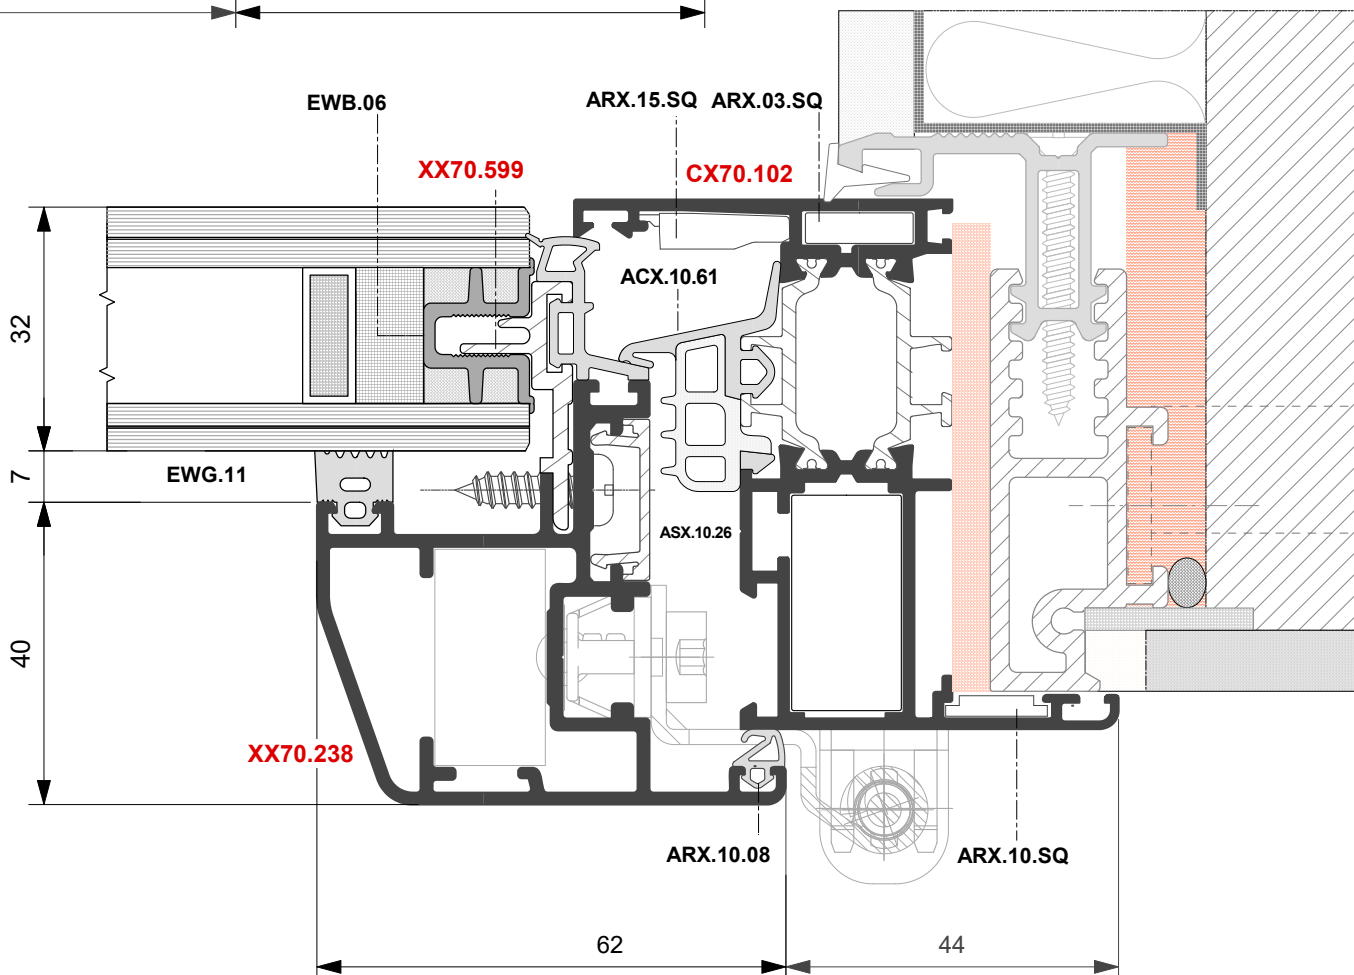 EWB.06
ARX.15.SQ
ARX.03.SQ
XX70.599
CX70.102
ACX.10.61
32
7
EWG.11
ASX.10.26
40
XX70.238
ARX.10.08
ARX.10.SQ
62
44